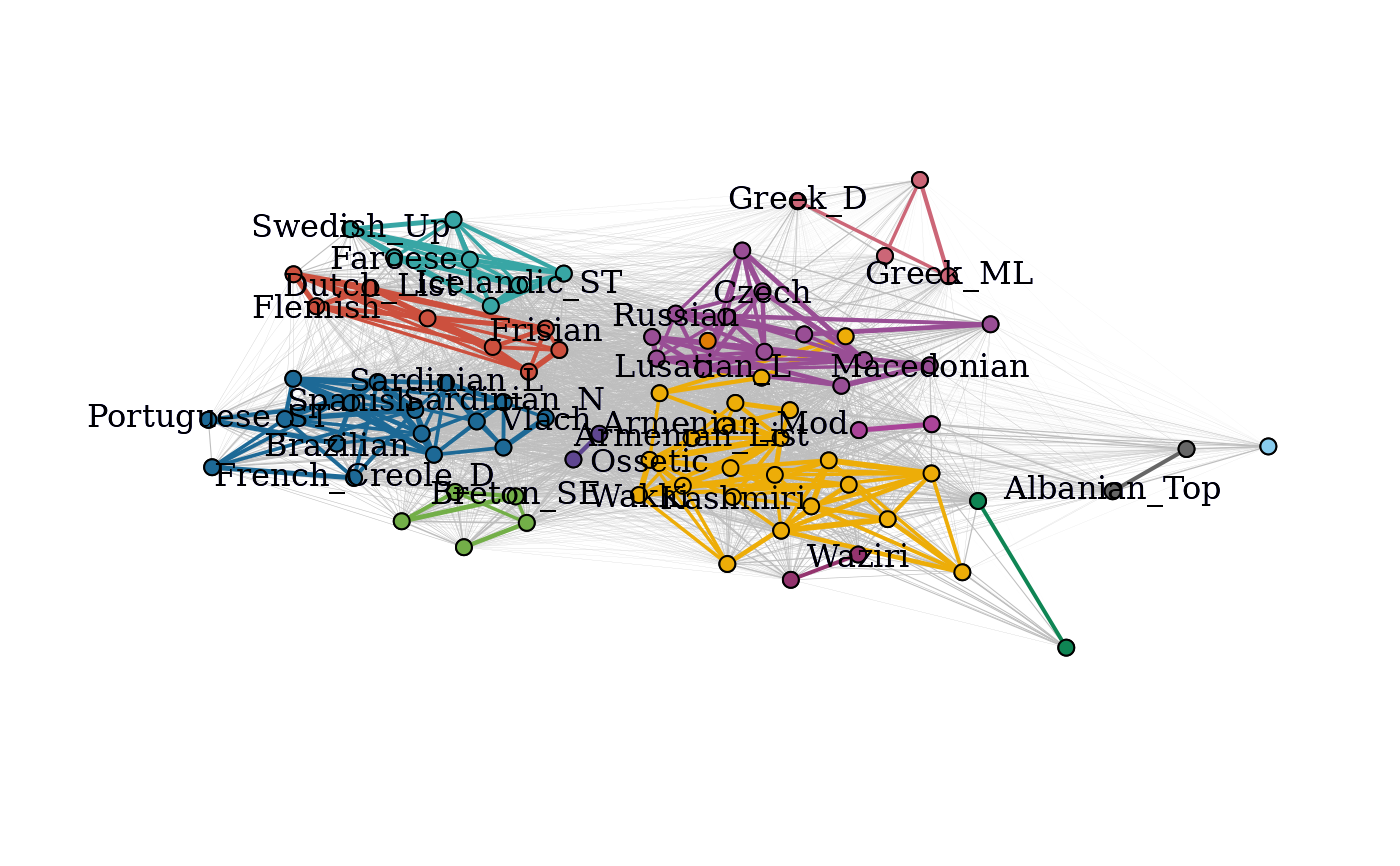 Greek_D
Swedish_Up
Faroese
Greek_ML
Icelandic_ST
Dutch_List
Czech
Flemish
Russian
Frisian
Lusatian_L
Macedonian
Sardinian_L
Spanish
Sardinian_N
Portuguese_ST
Vlach
Armenian_Mod
Armenian_List
Brazilian
Ossetic
French_Creole_D
Albanian_Top
Breton_SE
Wakhi
Kashmiri
Waziri